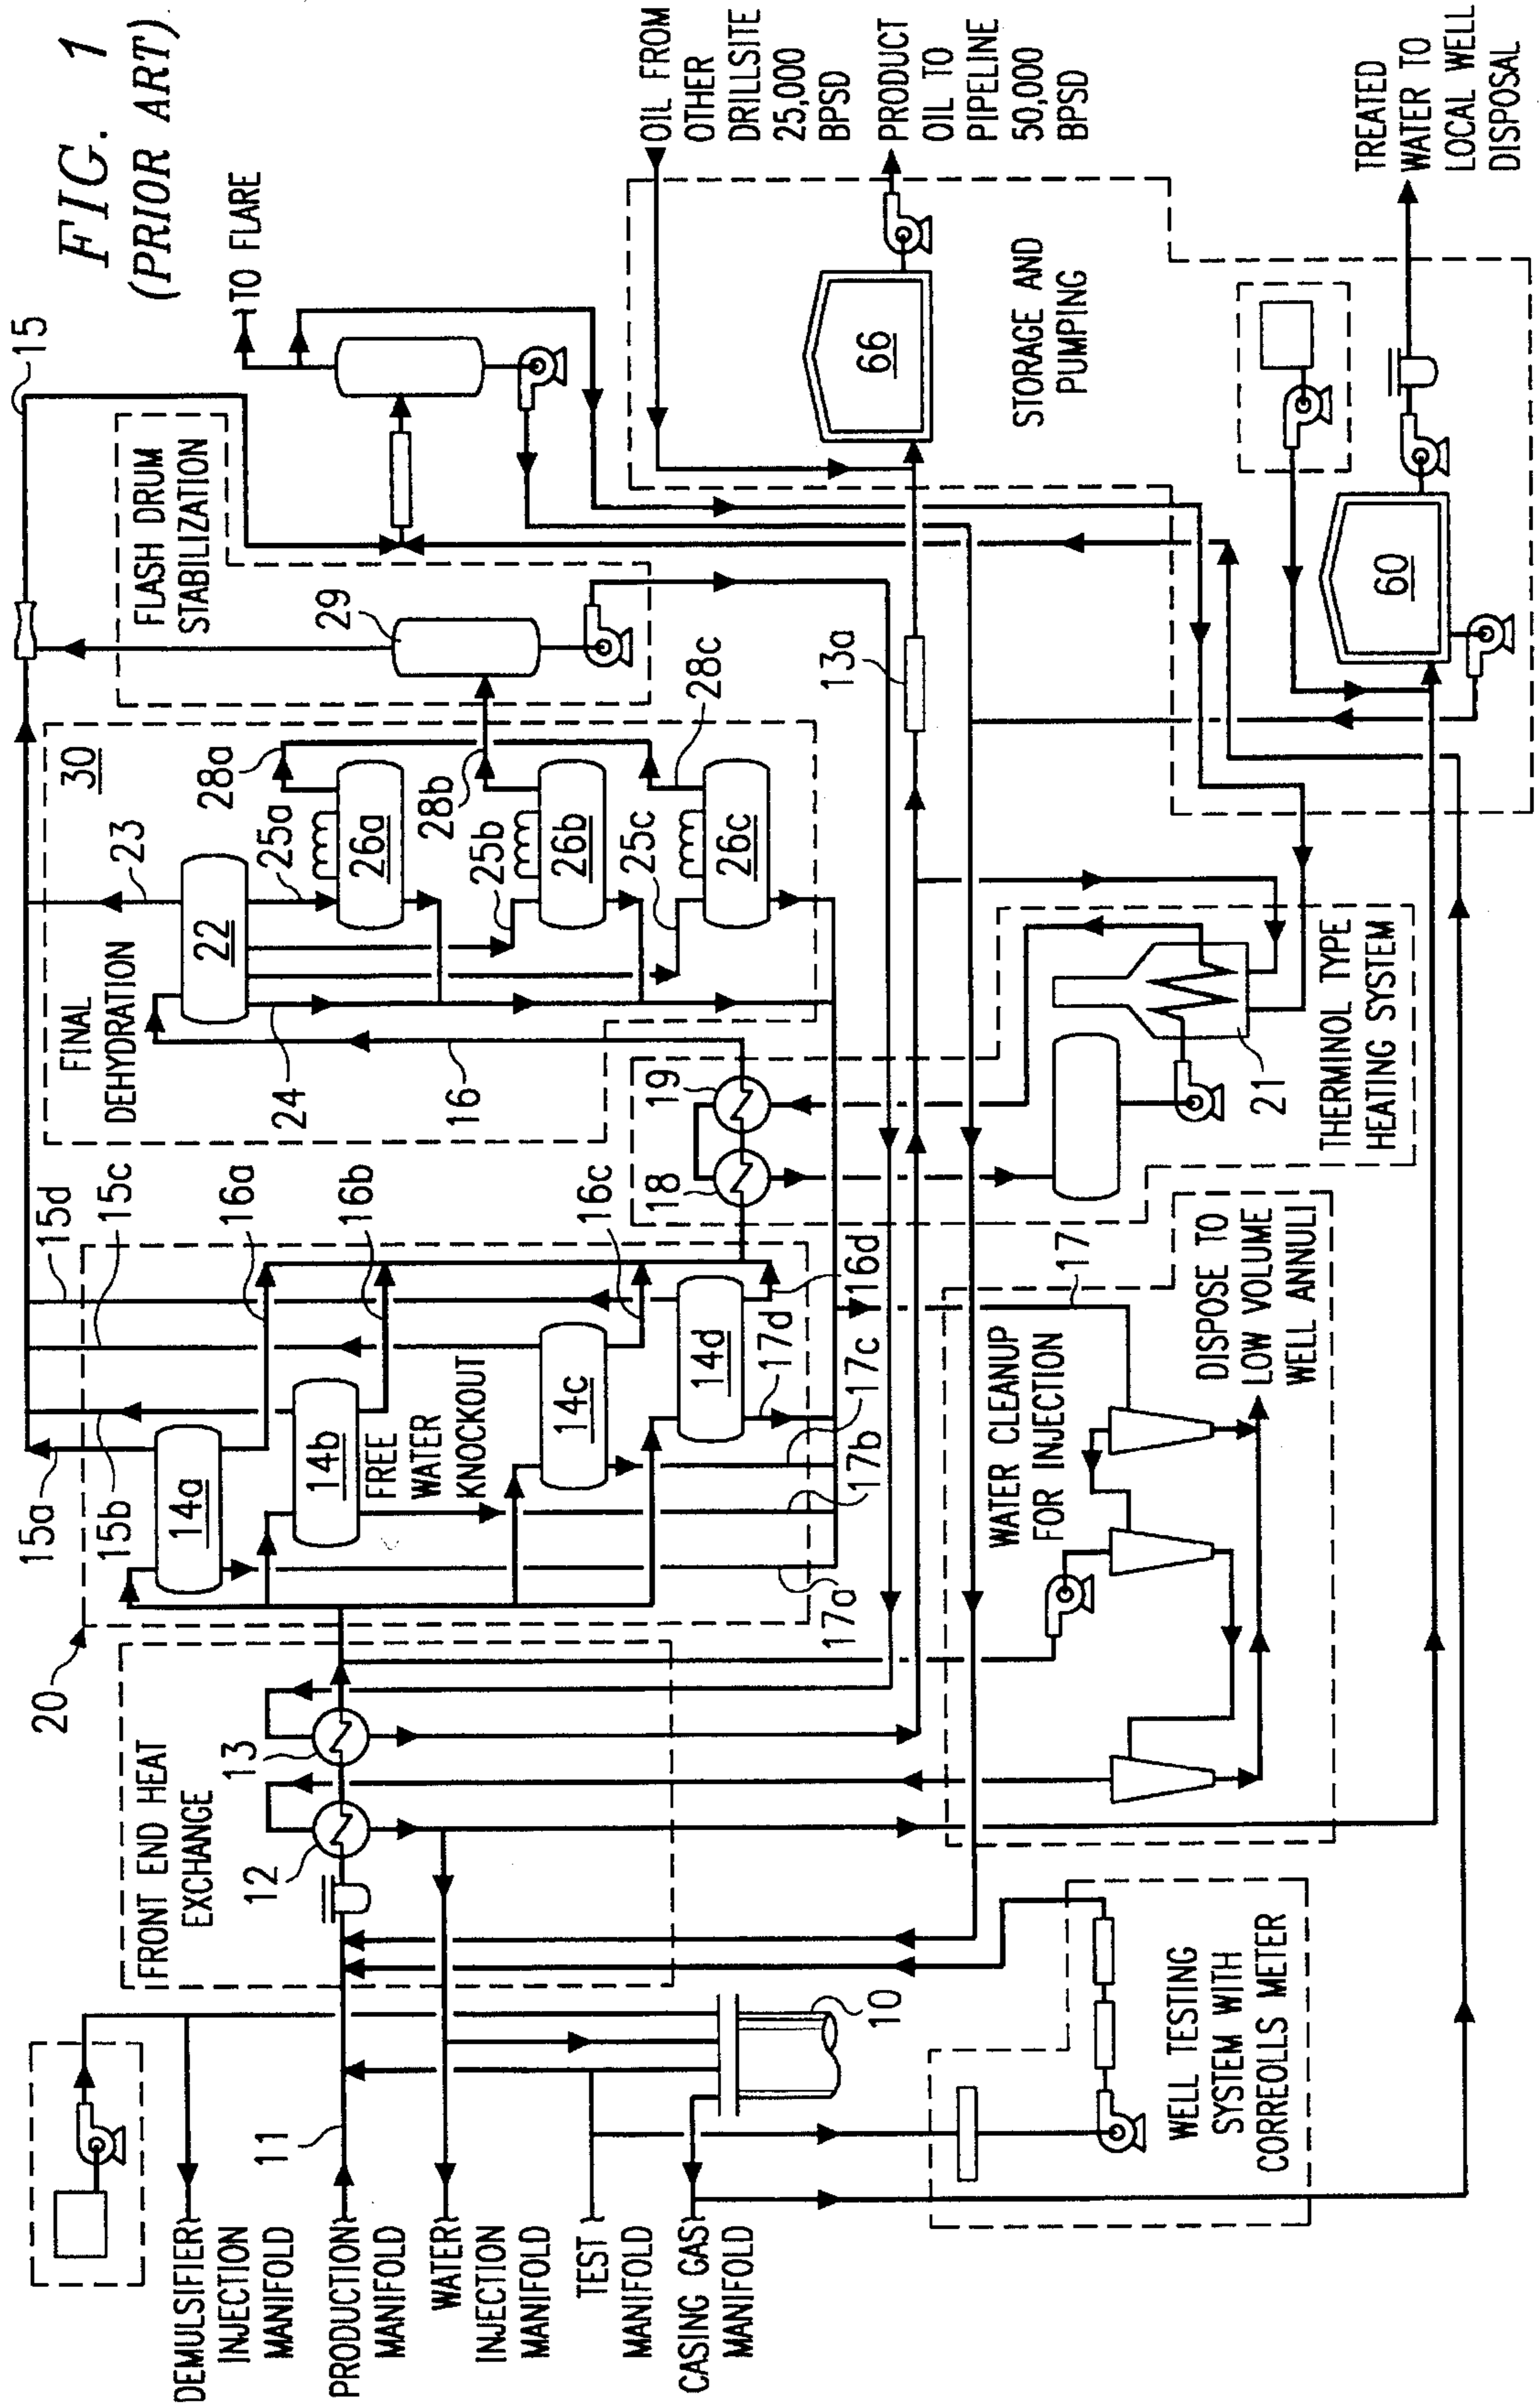 FIG. 1
(PRIOR ART)
15
TO FLARE
OIL FROM
OTHER
DRILLSITE
25,000
BPSD
PRODUCT
OIL TO
PIPELINE
50,000
BPSD
TREATED
WATER TO
LOCAL WELL
DISPOSAL
FLASH DRUM
STABILIZATION
29
66
STORAGE AND
PUMPING
60
13a
30
28a
28b
28c
23
25a
26a
25b
26b
25c
26c
22
FINAL
DEHYDRATION
24
16
19
18
21
THERMINOL TYPE
HEATING SYSTEM
15d
15c
16a
16b
16c
16d
15a
15b
14a
14b
14c
14d
FREE
WATER
KNOCKOUT
17d
17c
17b
17a
17
20
WATER CLEANUP
FOR INJECTION
DISPOSE TO
LOW VOLUME
WELL ANNULI
FRONT END HEAT
EXCHANGE
13
12
10
11
WELL TESTING
SYSTEM WITH
CORREOLLS METER
DEMULSIFIER
INJECTION
MANIFOLD
PRODUCTION
MANIFOLD
WATER
INJECTION
MANIFOLD
TEST
MANIFOLD
CASING GAS
MANIFOLD